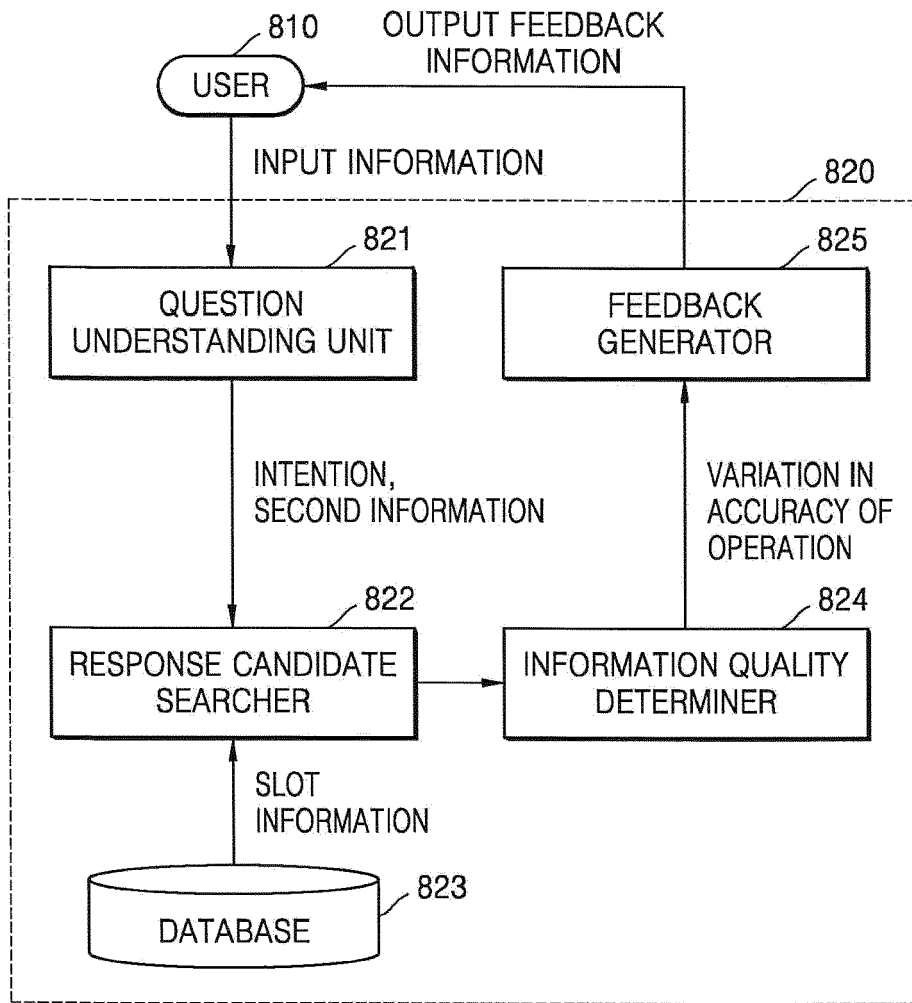 810
OUTPUT FEEDBACK
INFORMATION
USER
INPUT INFORMATION
820
821
QUESTION
UNDERSTANDING UNIT
825
FEEDBACK
GENERATOR
INTENTION,
SECOND INFORMATION
VARIATION IN
ACCURACY OF
OPERATION
822
RESPONSE CANDIDATE
SEARCHER
824
INFORMATION QUALITY
DETERMINER
SLOT
INFORMATION
823
DATABASE